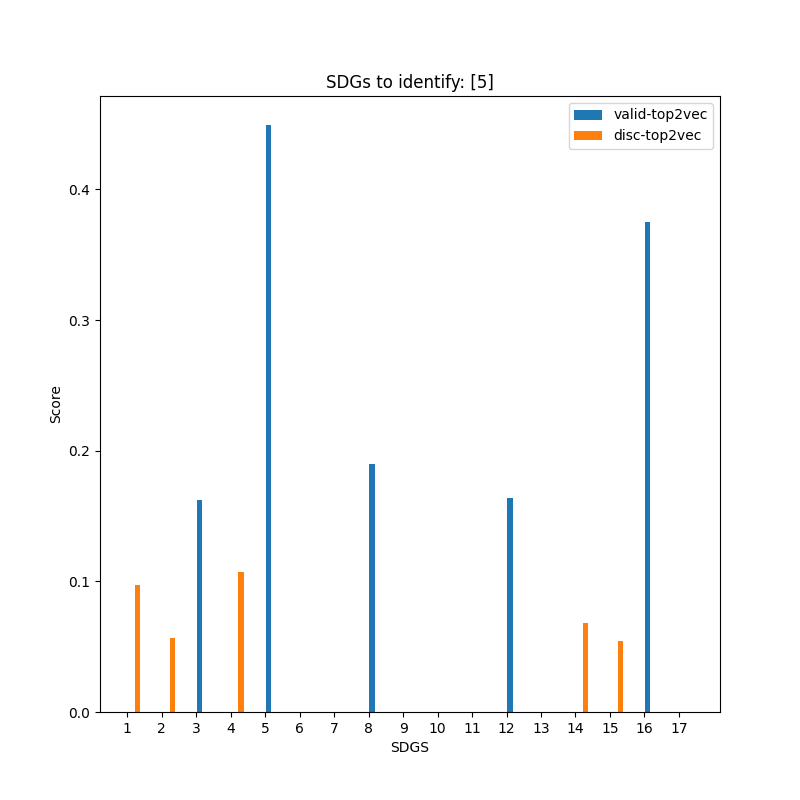 SDGs to identify: [5]
valid-top2vec
disc-top2vec
0.4
0.3
0.2
0.1
0.0
Score
1 2 3 4 5 6 7 8 9 10 11 12 13 14 15 16 17
SDGS